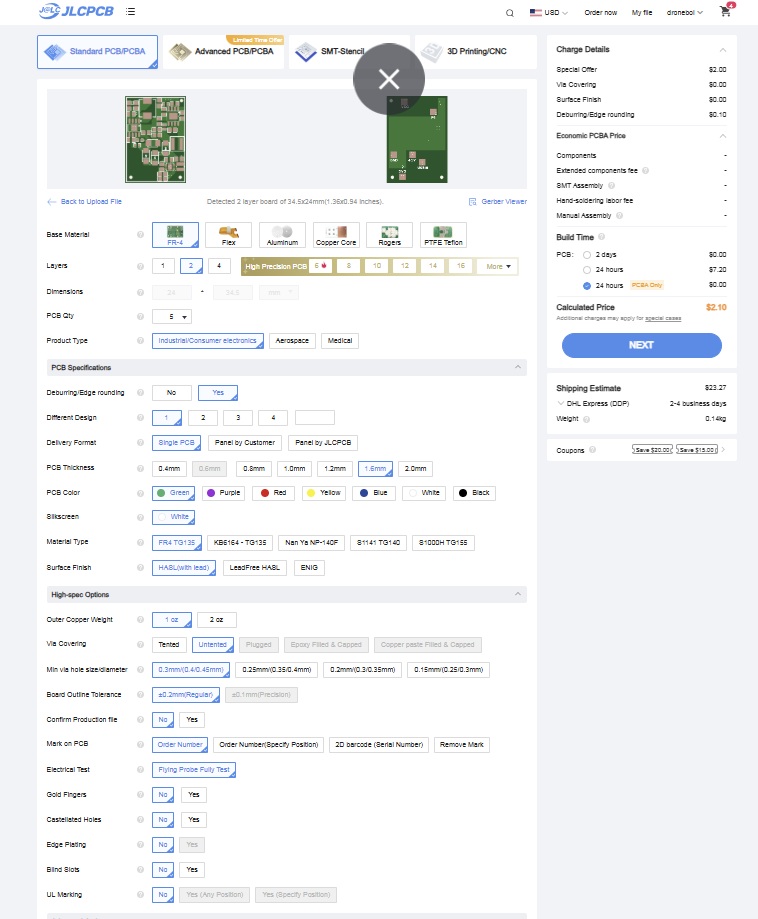 JLC JLCPCB
USD Order now My file dronebol 4
Standard PCB/PCBA
Limited Time Offer
Advanced PCB/PCBA
SMT-Stencil
3D Printing/CNC
Back to Upload File
Detected 2 layer board of 34.5x24mm(1.36x0.94 inches).
Gerber Viewer
Base Material FR-4 Flex Aluminum Copper Core Rogers PTFE Teflon
Layers 1 2 4 High Precision PCB 6 8 10 12 14 16 More
Dimensions 24 - 34.5 mm
PCB Qty 5
Product Type Industrial/Consumer electronics Aerospace Medical
PCB Specifications
Deburring/Edge rounding No Yes
Different Design 1 2 3 4
Delivery Format Single PCB Panel by Customer Panel by JLCPCB
PCB Thickness 0.4mm 0.6mm 0.8mm 1.0mm 1.2mm 1.6mm 2.0mm
PCB Color Green Purple Red Yellow Blue White Black
Silkscreen White
Material Type FR4 TG135 KB6164 - TG135 Nan Ya NP-140F S1141 TG140 S1000H TG155
Surface Finish HASL(with lead) LeadFree HASL ENIG
High-spec Options
Outer Copper Weight 1 oz 2 oz
Via Covering Tented Untented Plugged Epoxy Filled & Capped Copper paste Filled & Capped
Min via hole size/diameter 0.3mm/(0.4/0.45mm) 0.25mm/(0.35/0.4mm) 0.2mm/(0.3/0.35mm) 0.15mm/(0.25/0.3mm)
Board Outline Tolerance ±0.2mm(Regular) ±0.1mm(Precision)
Confirm Production file No Yes
Mark on PCB Order Number Order Number(Specify Position) 2D barcode (Serial Number) Remove Mark
Electrical Test Flying Probe Fully Test
Gold Fingers No Yes
Castellated Holes No Yes
Edge Plating No Yes
Blind Slots No Yes
UL Marking No Yes (Any Position) Yes (Specify Position)
Charge Details
Special Offer $2.00
Via Covering $0.00
Surface Finish $0.00
Deburring/Edge rounding $0.10
Economic PCBA Price
Components -
Extended components fee -
SMT Assembly -
Hand-soldering labor fee -
Manual Assembly -
Build Time
PCB: 2 days $0.00
24 hours $7.20
24 hours PCBA Only $0.00
Calculated Price $2.10
Additional charges may apply for special cases
NEXT
Shipping Estimate $23.27
DHL Express (DDP) 2-4 business days
Weight 0.14kg
Coupons Save $20.00 Save $15.00